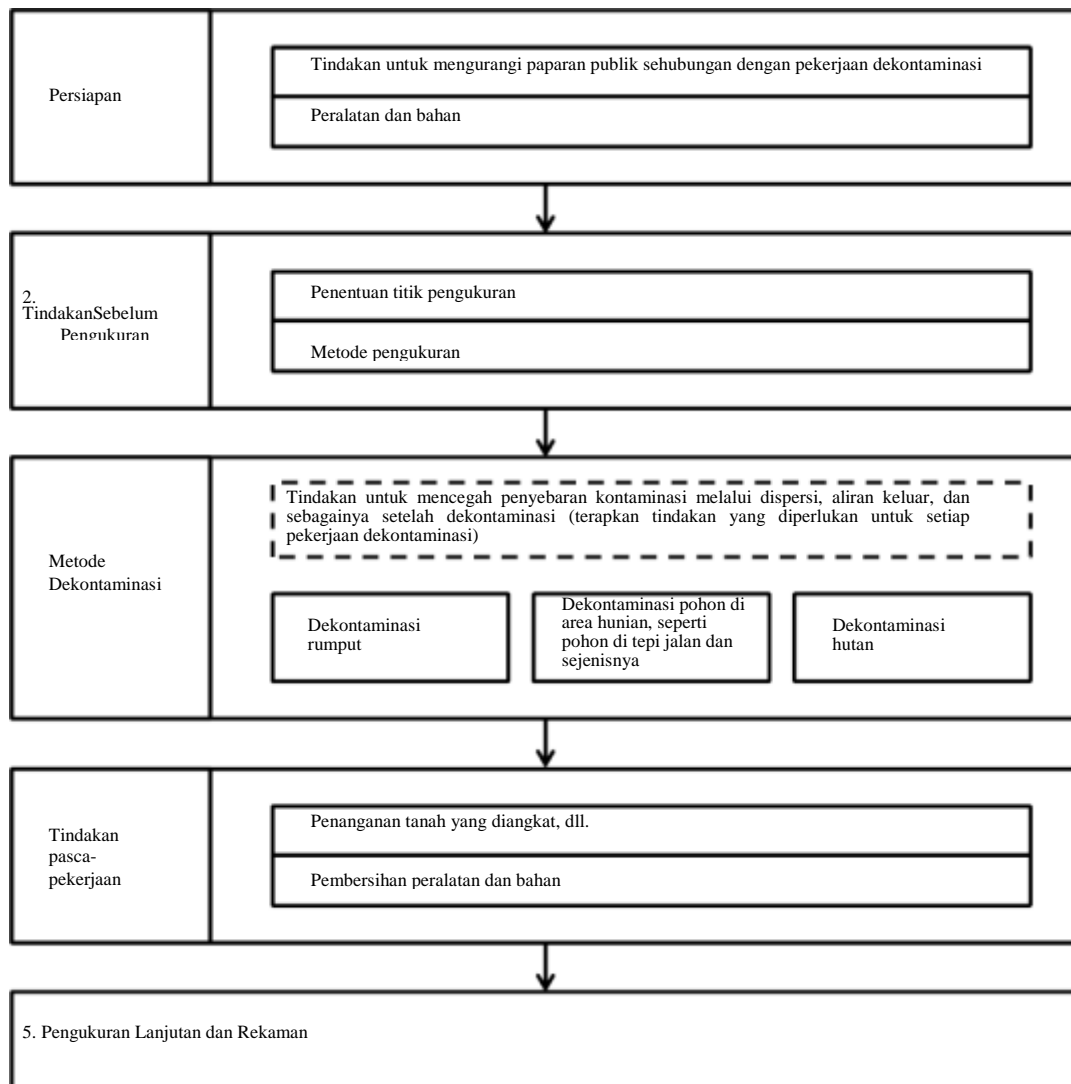 Persiapan
Tindakan untuk mengurangi paparan publik sehubungan dengan pekerjaan dekontaminasi
Peralatan dan bahan
2.
TindakanSebelum
Pengukuran
Penentuan titik pengukuran
Metode pengukuran
Metode
Dekontaminasi
Tindakan untuk mencegah penyebaran kontaminasi melalui dispersi, aliran keluar, dan
sebagainya setelah dekontaminasi (terapkan tindakan yang diperlukan untuk setiap
pekerjaan dekontaminasi)
Dekontaminasi
rumput
Dekontaminasi pohon di
area hunian, seperti
pohon di tepi jalan dan
sejenisnya
Dekontaminasi
hutan
Tindakan
pasca-
pekerjaan
Penanganan tanah yang diangkat, dll.
Pembersihan peralatan dan bahan
5. Pengukuran Lanjutan dan Rekaman